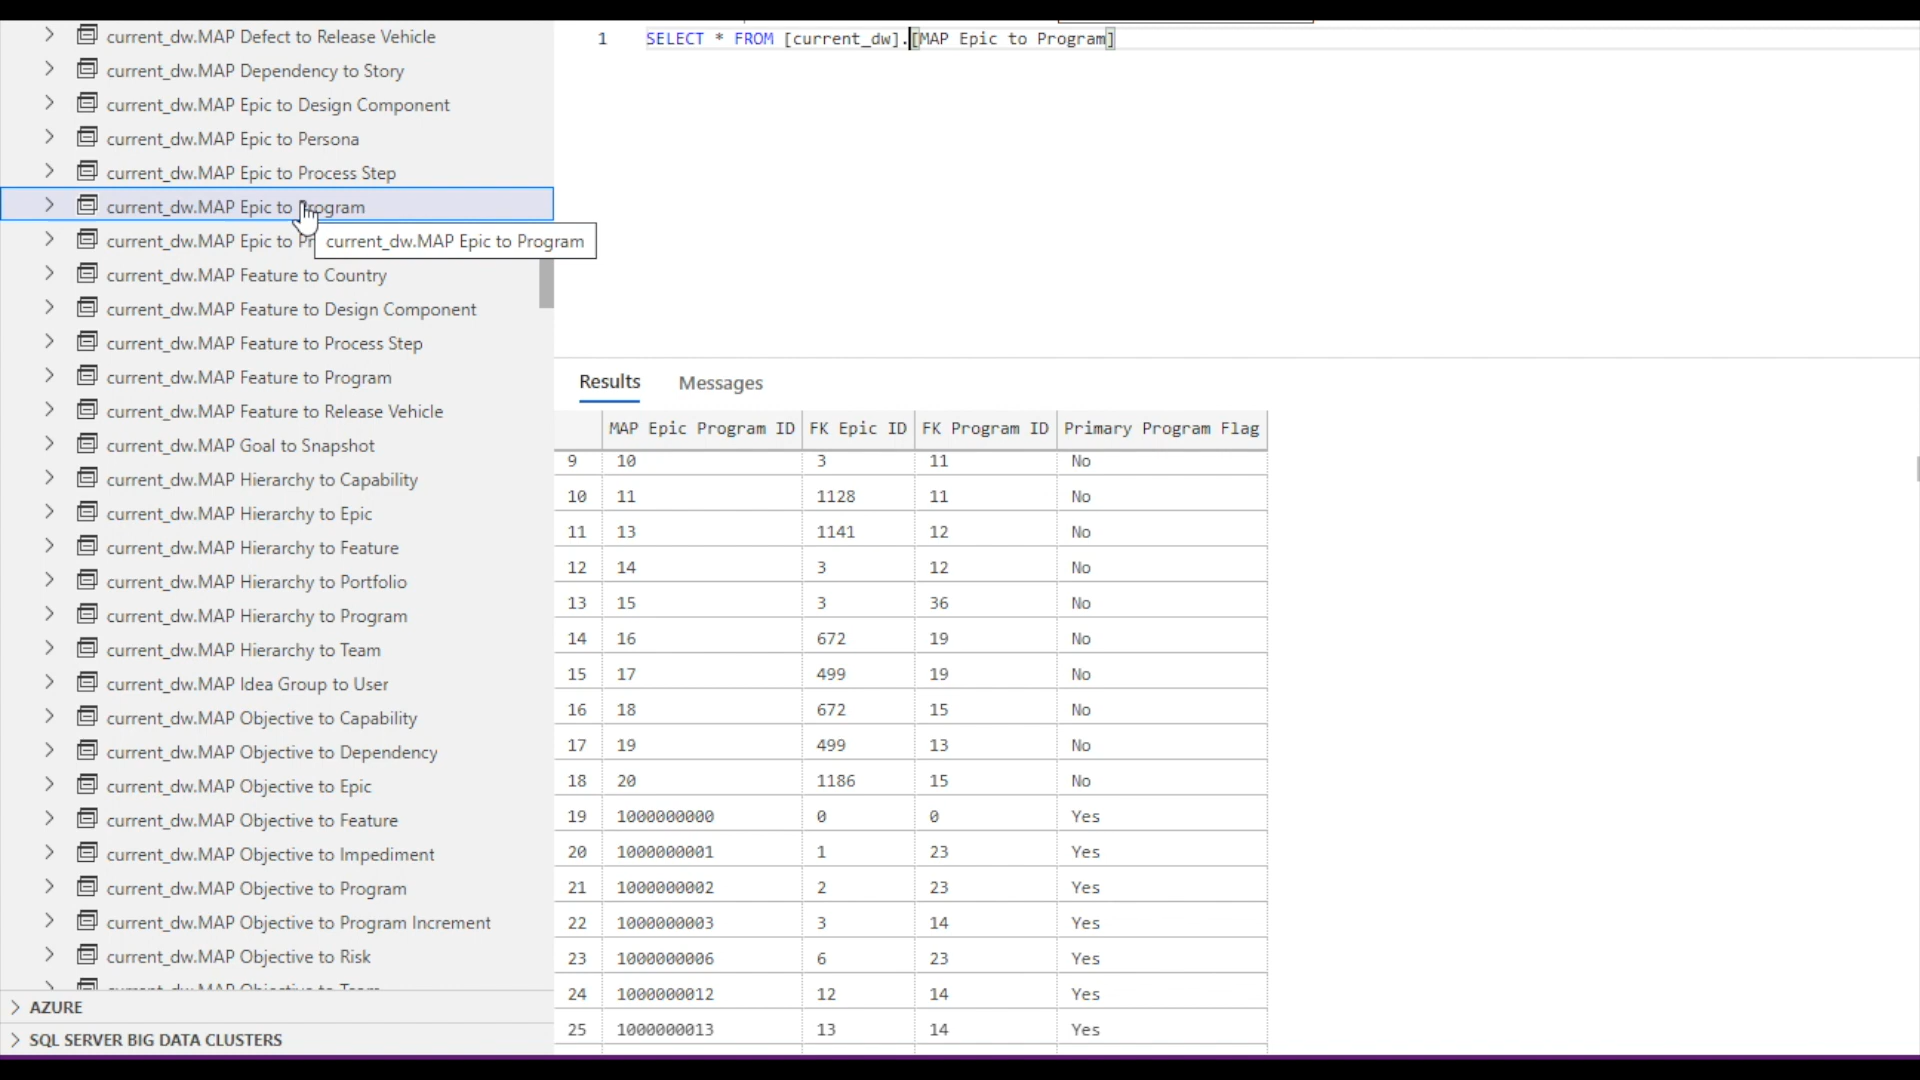 current_dw.MAP Defect to Release Vehicle
current_dw.MAP Dependency to Story
current_dw.MAP Epic to Design Component
current_dw.MAP Epic to Persona
current_dw.MAP Epic to Process Step
current_dw.MAP Epic to Program
current_dw.MAP Epic to Pr
current_dw.MAP Epic to Program
current_dw.MAP Feature to Country
current_dw.MAP Feature to Design Component
current_dw.MAP Feature to Process Step
current_dw.MAP Feature to Program
current_dw.MAP Feature to Release Vehicle
current_dw.MAP Goal to Snapshot
current_dw.MAP Hierarchy to Capability
current_dw.MAP Hierarchy to Epic
current_dw.MAP Hierarchy to Feature
current_dw.MAP Hierarchy to Portfolio
current_dw.MAP Hierarchy to Program
current_dw.MAP Hierarchy to Team
current_dw.MAP Idea Group to User
current_dw.MAP Objective to Capability
current_dw.MAP Objective to Dependency
current_dw.MAP Objective to Epic
current_dw.MAP Objective to Feature
current_dw.MAP Objective to Impediment
current_dw.MAP Objective to Program
current_dw.MAP Objective to Program Increment
current_dw.MAP Objective to Risk
current_dw.MAP Objective to Team
AZURE
SQL SERVER BIG DATA CLUSTERS
1 SELECT * FROM [current_dw].[MAP Epic to Program]
Results Messages
MAP Epic Program ID FK Epic ID FK Program ID Primary Program Flag
9 10 3 11 No
10 11 1128 11 No
11 13 1141 12 No
12 14 3 12 No
13 15 3 36 No
14 16 672 19 No
15 17 499 19 No
16 18 672 15 No
17 19 499 13 No
18 20 1186 15 No
19 1000000000 0 0 Yes
20 1000000001 1 23 Yes
21 1000000002 2 23 Yes
22 1000000003 3 14 Yes
23 1000000006 6 23 Yes
24 1000000012 12 14 Yes
25 1000000013 13 14 Yes